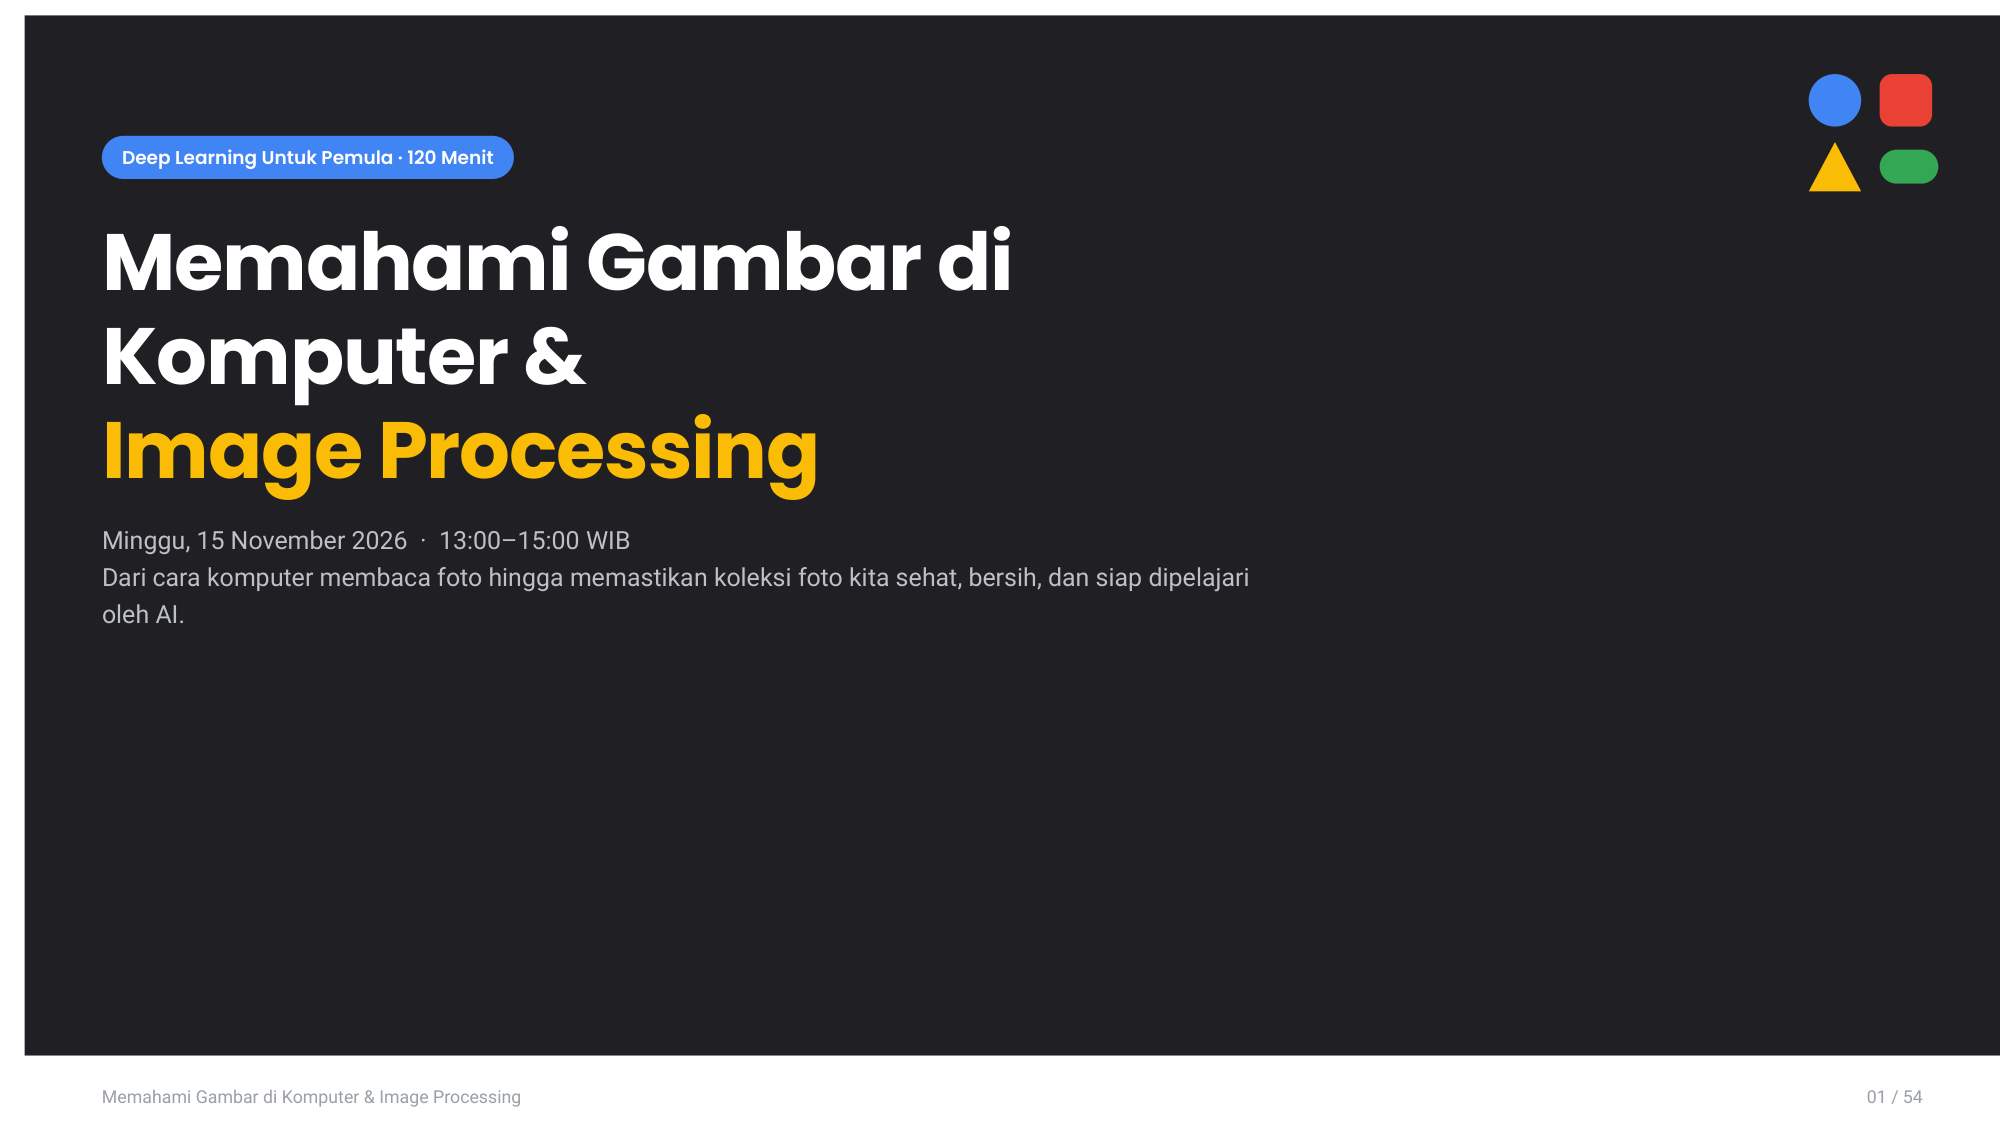 Deep Learning Untuk Pemula · 120 Menit
Memahami Gambar di
Komputer &
Image Processing
Minggu, 15 November 2026 · 13:00–15:00 WIB
Dari cara komputer membaca foto hingga memastikan koleksi foto kita sehat, bersih, dan siap dipelajari
oleh AI.
Memahami Gambar di Komputer & Image Processing
01 / 54